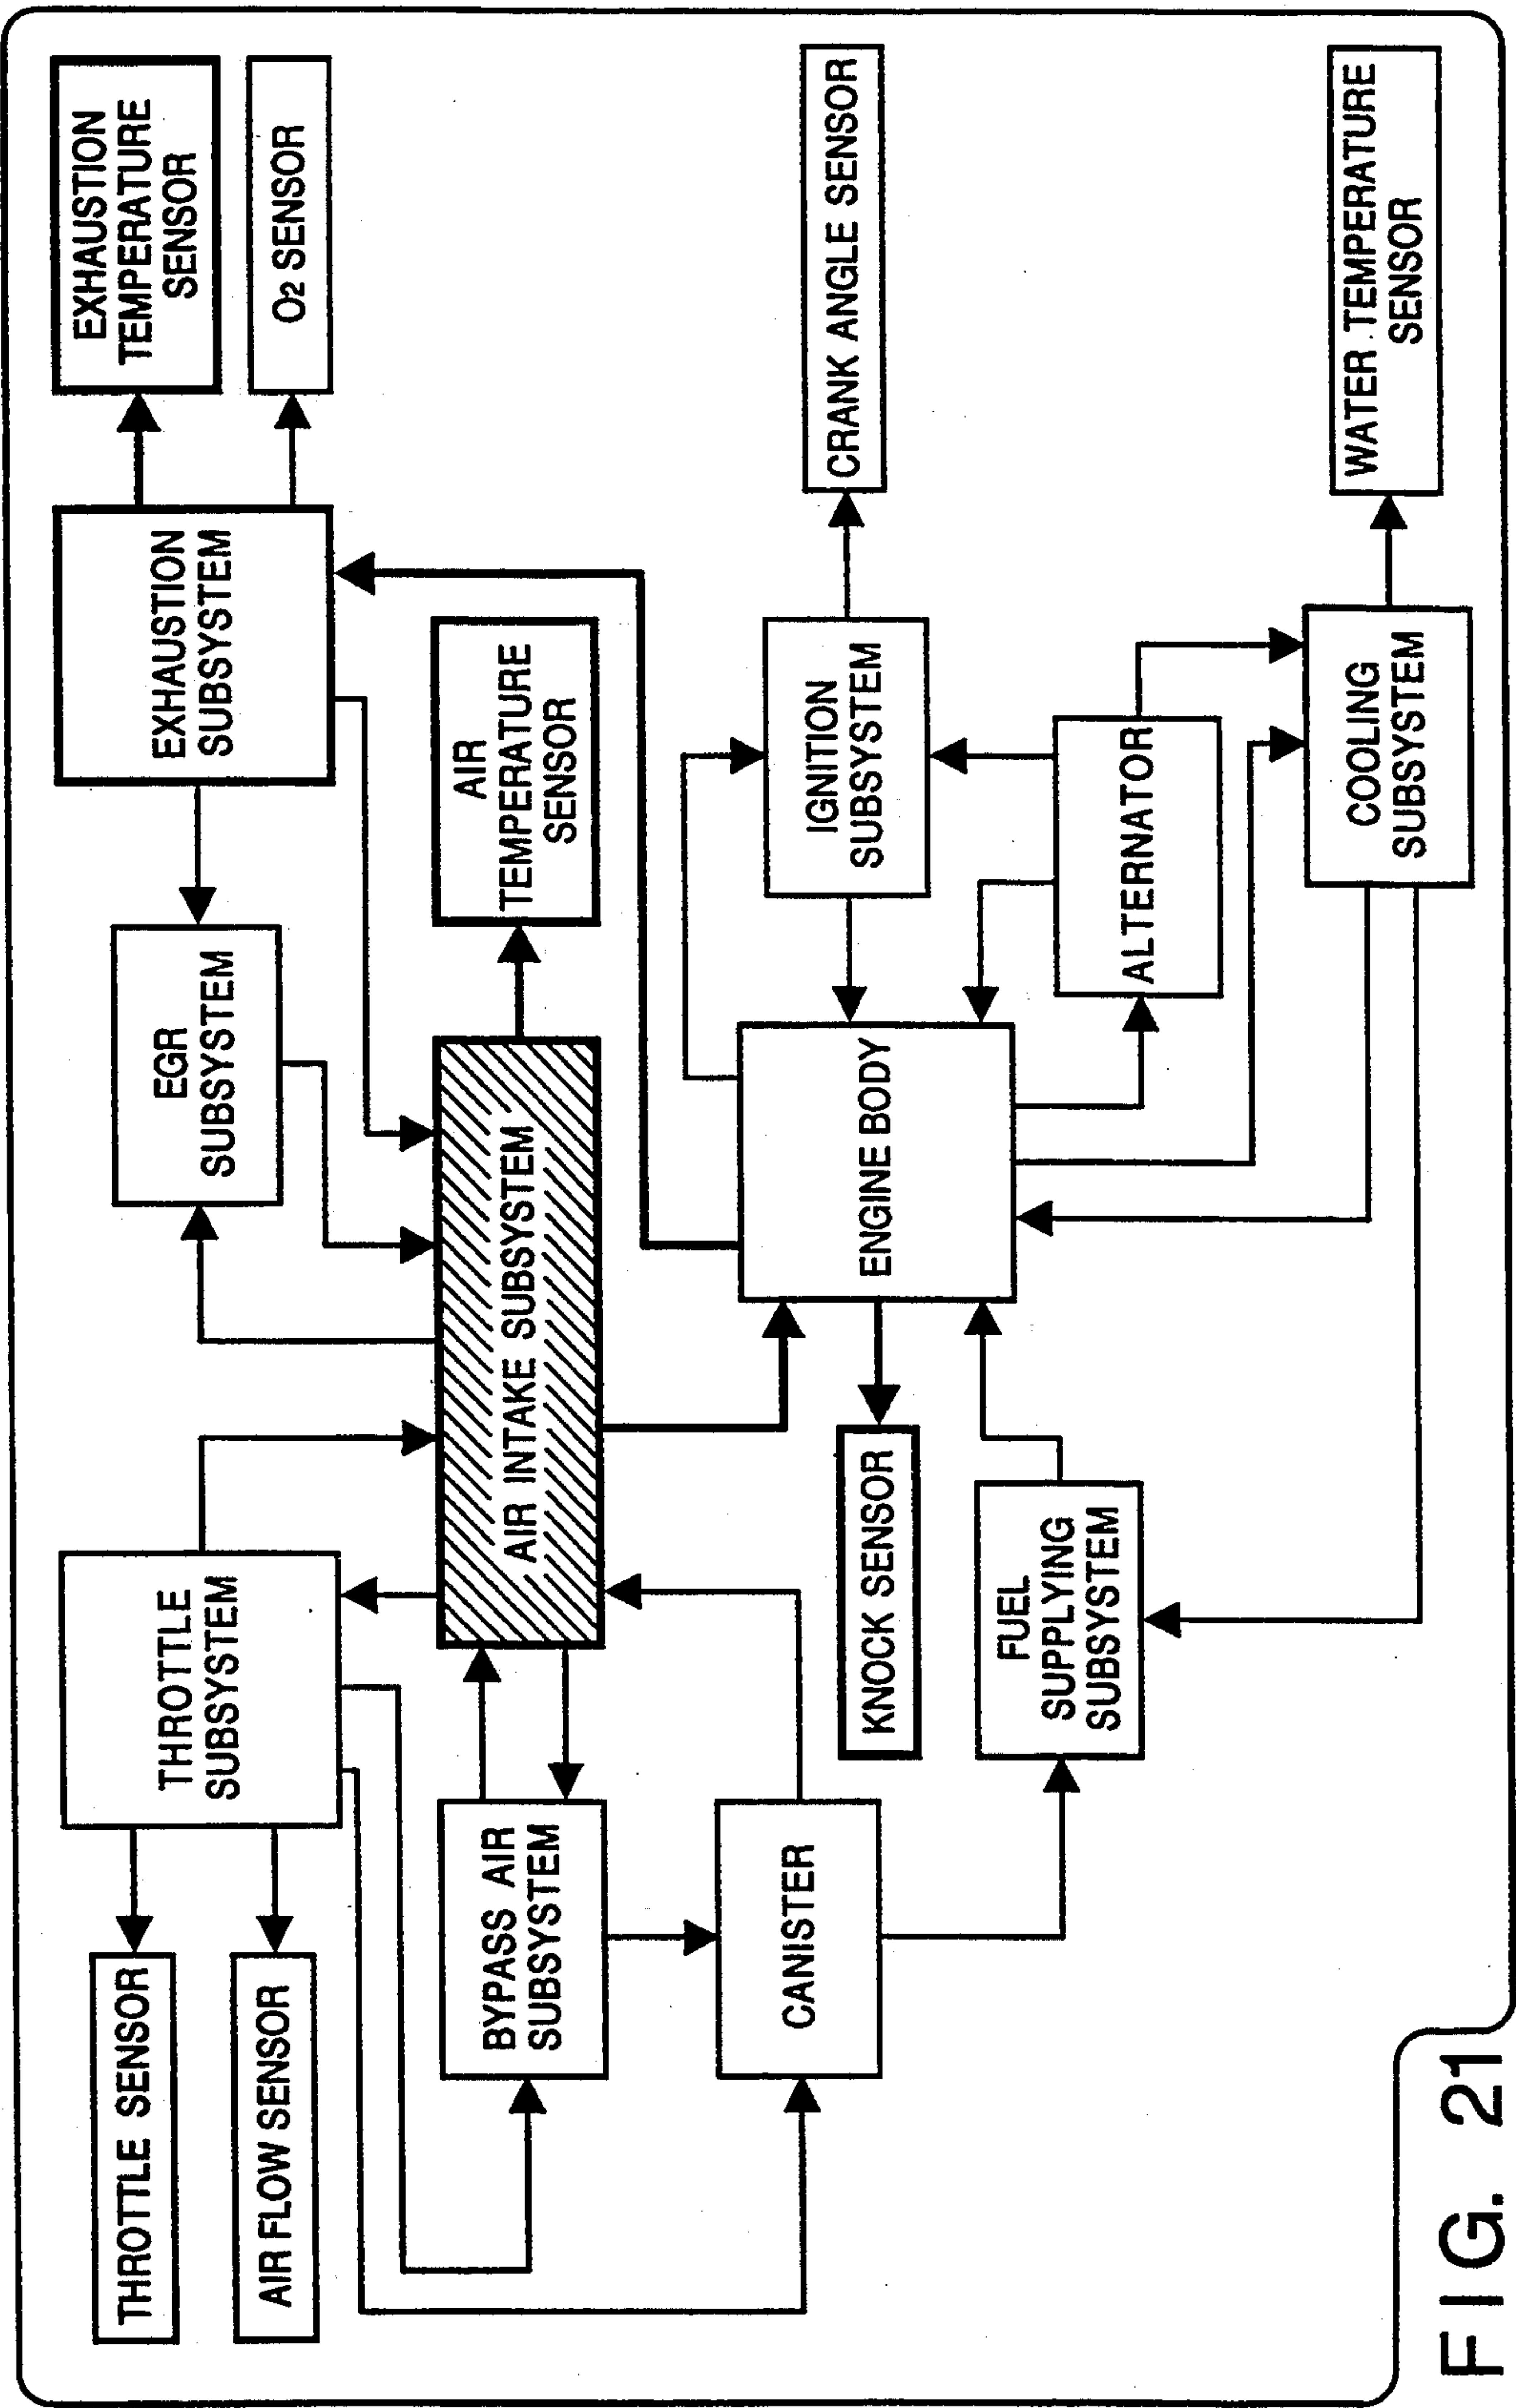 THROTTLE SENSOR
AIR FLOW SENSOR
THROTTLE
SUBSYSTEM
EGR
SUBSYSTEM
EXHAUSTION
SUBSYSTEM
EXHAUSTION
TEMPERATURE
SENSOR
O2 SENSOR
BYPASS AIR
SUBSYSTEM
AIR INTAKE SUBSYSTEM
AIR
TEMPERATURE
SENSOR
CANISTER
KNOCK SENSOR
ENGINE BODY
IGNITION
SUBSYSTEM
CRANK ANGLE SENSOR
FUEL
SUPPLYING
SUBSYSTEM
ALTERNATOR
COOLING
SUBSYSTEM
WATER TEMPERATURE
SENSOR
FIG. 21